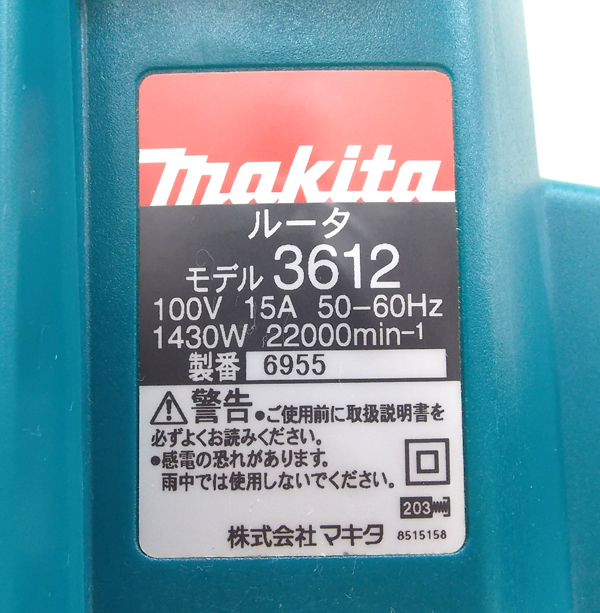 makita
ルータ
モデル 3612
100V 15A 50-60Hz
1430W 22000min-1
製番 6955
警告 ●ご使用前に取扱説明書を
必ずよくお読みください。
●感電の恐れがあります。
雨中では使用しないでください。
203
株式会社 マキタ 8515158